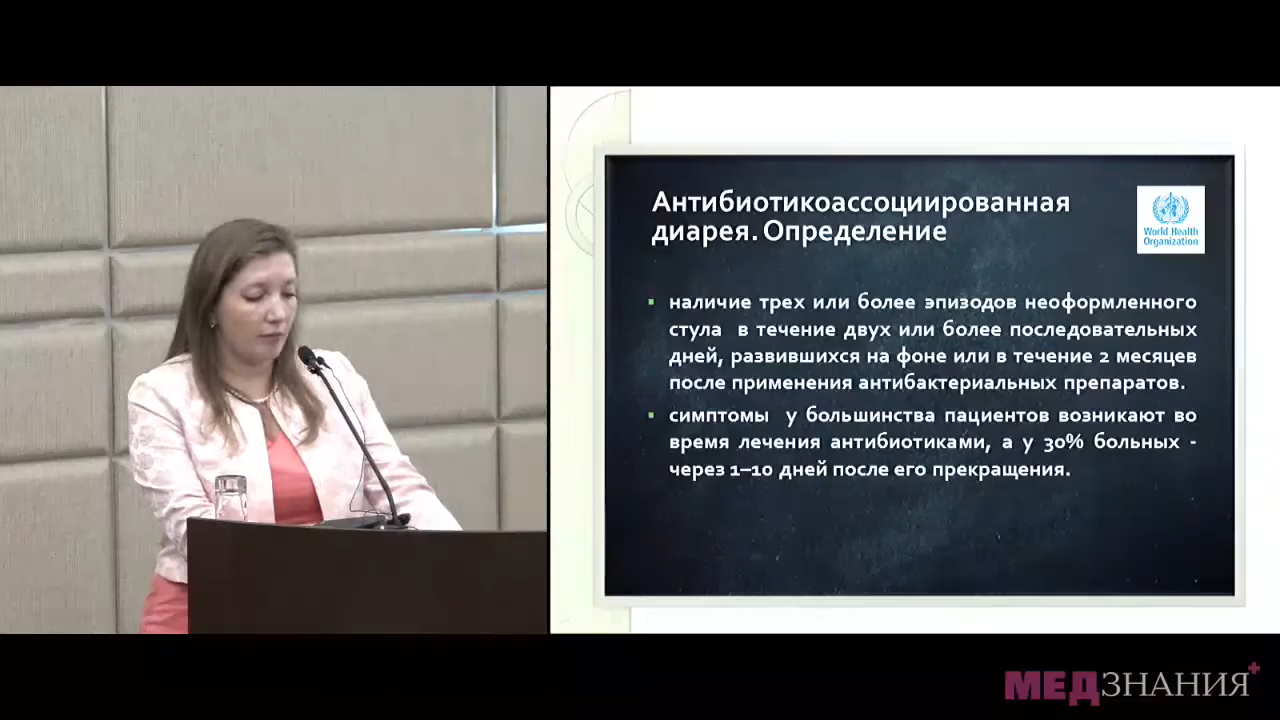 Антибиотикоассоциированная
диарея. Определение
World Health
Organization
наличие трех или более эпизодов неоформленного
стула в течение двух или более последовательных
дней, развившихся на фоне или в течение 2 месяцев
после применения антибактериальных препаратов.
симптомы у большинства пациентов возникают во
время лечения антибиотиками, а у 30% больных -
через 1–10 дней после его прекращения.
МЕДЗНАНИЯ+